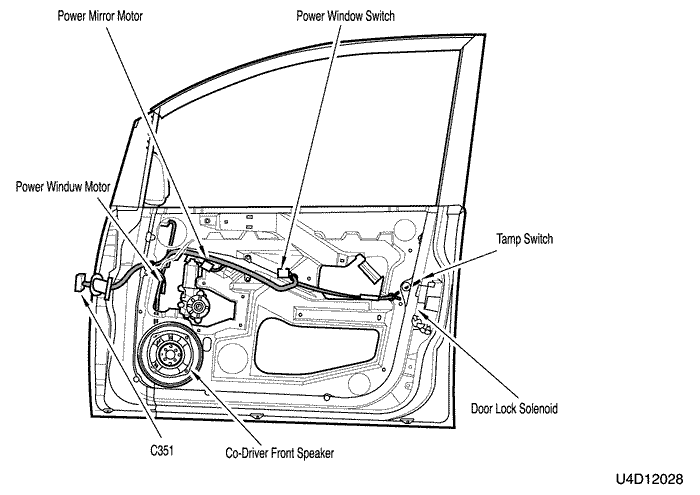 Power Mirror Motor
Power Window Switch
Power Winduw Motor
Tamp Switch
Door Lock Solenoid
C351
Co-Driver Front Speaker
U4D12028